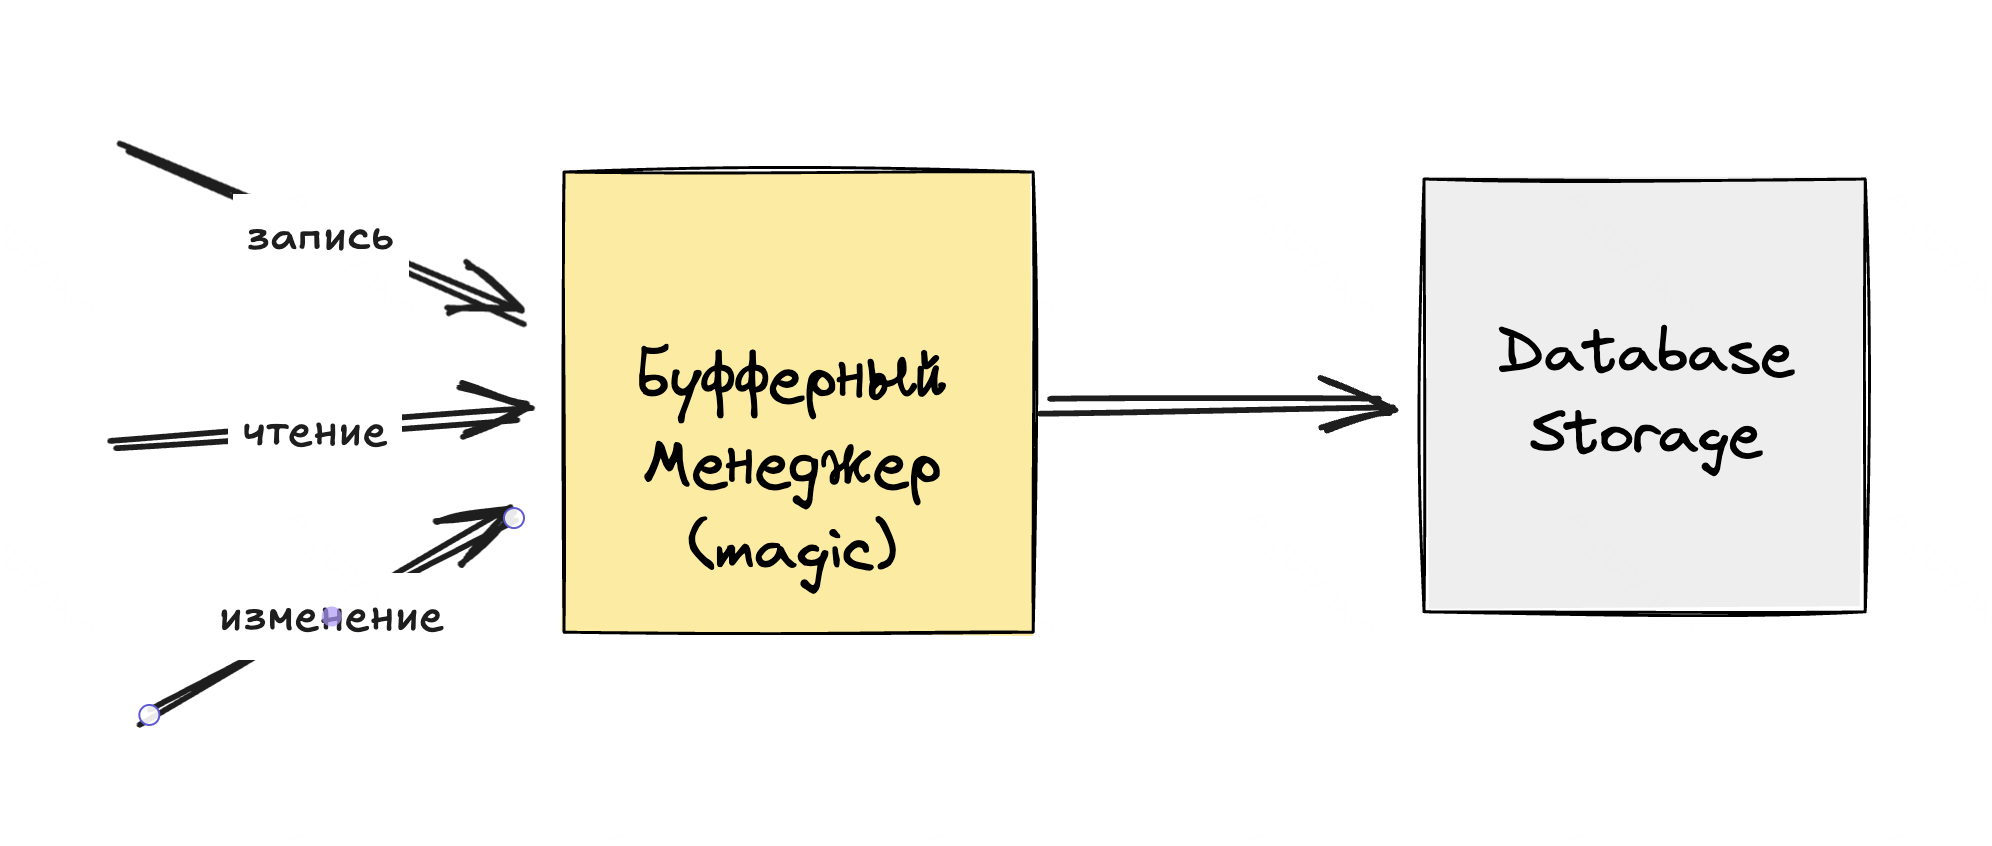 запись
чтение
изменение
Буфферный
Менеджер
(magic)
Database
Storage